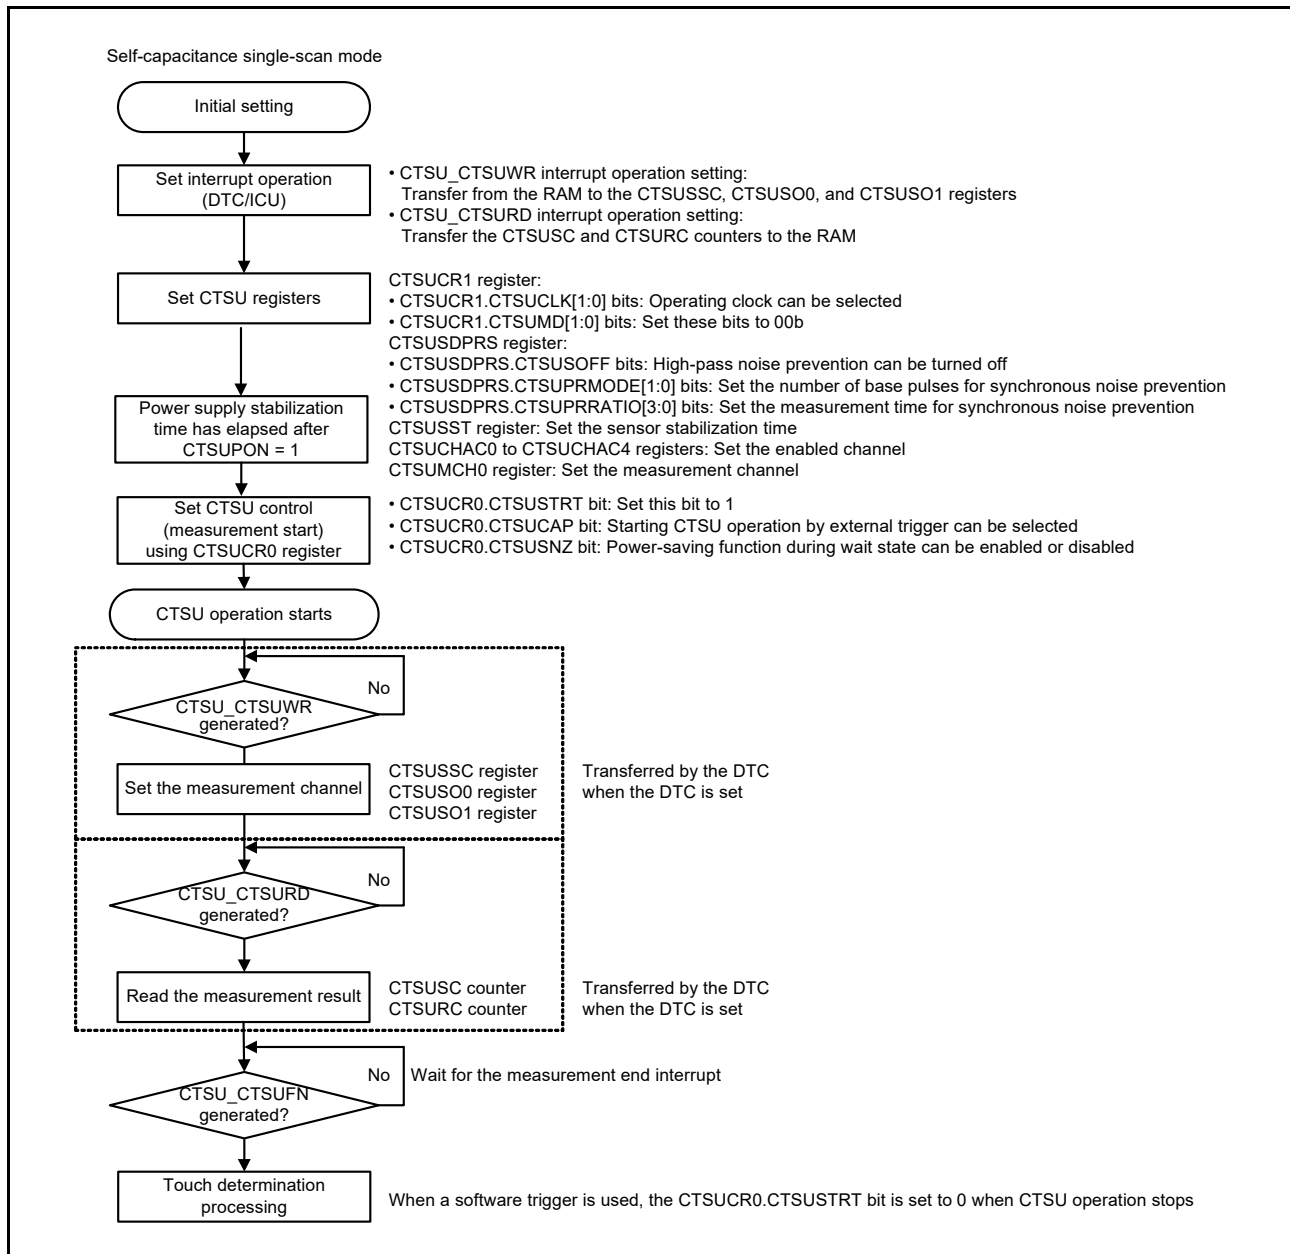 Self-capacitance single-scan mode
Initial setting
Set interrupt operation
(DTC/ICU)
• CTSU_CTSUWR interrupt operation setting:
Transfer from the RAM to the CTSUSSC, CTSUSO0, and CTSUSO1 registers
• CTSU_CTSURD interrupt operation setting:
Transfer the CTSUSC and CTSURC counters to the RAM
Set CTSU registers
CTSUCR1 register:
• CTSUCR1.CTSUCLK[1:0] bits: Operating clock can be selected
• CTSUCR1.CTSUMD[1:0] bits: Set these bits to 00b
CTSUSDPRS register:
• CTSUSDPRS.CTSUSOFF bits: High-pass noise prevention can be turned off
• CTSUSDPRS.CTSUPRMODE[1:0] bits: Set the number of base pulses for synchronous noise prevention
• CTSUSDPRS.CTSUPRRATIO[3:0] bits: Set the measurement time for synchronous noise prevention
CTSUSST register: Set the sensor stabilization time
CTSUCHAC0 to CTSUCHAC4 registers: Set the enabled channel
CTSUMCH0 register: Set the measurement channel
Power supply stabilization
time has elapsed after
CTSUPON = 1
Set CTSU control
(measurement start)
using CTSUCR0 register
• CTSUCR0.CTSUSTRT bit: Set this bit to 1
• CTSUCR0.CTSUCAP bit: Starting CTSU operation by external trigger can be selected
• CTSUCR0.CTSUSNZ bit: Power-saving function during wait state can be enabled or disabled
CTSU operation starts
No
CTSU_CTSUWR
generated?
Set the measurement channel
CTSUSSC register
CTSUSO0 register
CTSUSO1 register
Transferred by the DTC
when the DTC is set
No
CTSU_CTSURD
generated?
Read the measurement result
CTSUSC counter
CTSURC counter
Transferred by the DTC
when the DTC is set
No
Wait for the measurement end interrupt
CTSU_CTSUFN
generated?
Touch determination
processing
When a software trigger is used, the CTSUCR0.CTSUSTRT bit is set to 0 when CTSU operation stops